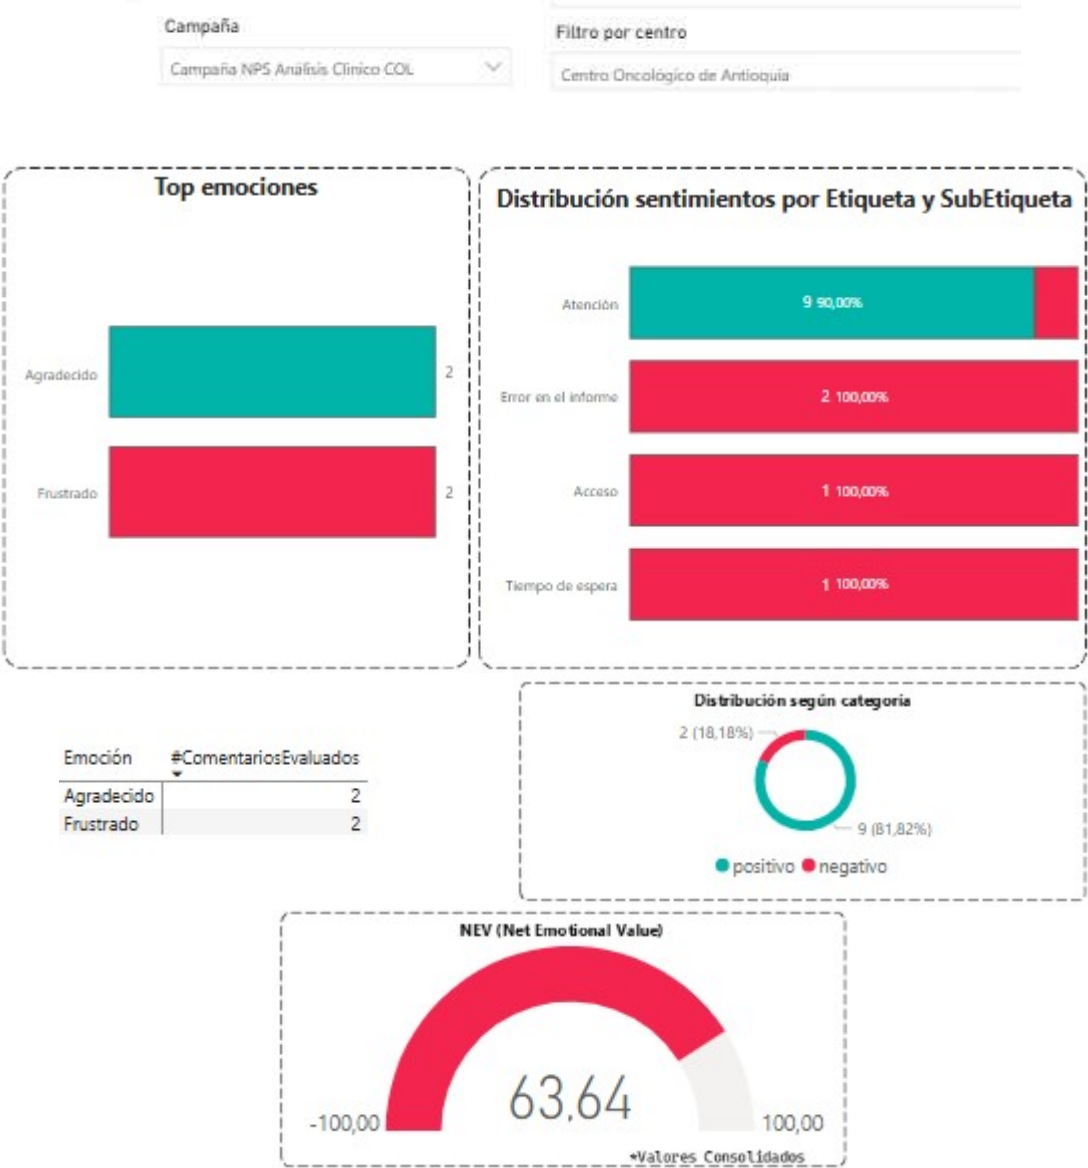 Campaña
Filtro por centro
Campaña NPS Análisis Clínico COL
Centro Oncológico de Antioquia
Top emociones
Agradecido
2
Frustrado
2
Distribución sentimientos por Etiqueta y SubEtiqueta
Atención
9 90,00%
Error en el informe
2 100,00%
Acceso
1 100,00%
Tiempo de espera
1 100,00%
Emoción #ComentariosEvaluados
Agradecido 2
Frustrado 2
Distribución según categoría
2 (18,18%)
9 (81,82%)
positivo negativo
NEV (Net Emotional Value)
63,64
-100,00
100,00
*Valores Consolidados